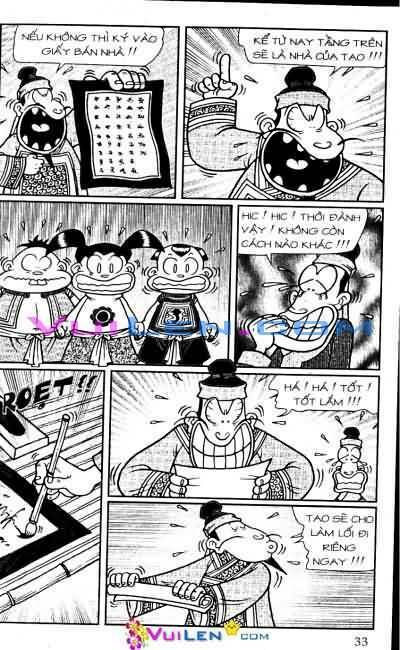 NẾU KHÔNG THÌ KÝ VÀO
GIẤY BÁN NHÀ !!
KỂ TỪ NAY TẦNG TRÊN
SẼ LÀ NHÀ CỦA TAO !!!
HIC ! HIC ! THÔI ĐÀNH
VẬY ! KHÔNG CÒN
CÁCH NÀO KHÁC !!!
VUILEN.COM
ROẸT!!
HÁ ! HÁ ! TỐT !
TỐT LẮM !!!
TAO SẼ CHO
LÀM LỐI ĐI
RIÊNG
NGAY !!!
VUILEN.COM
33